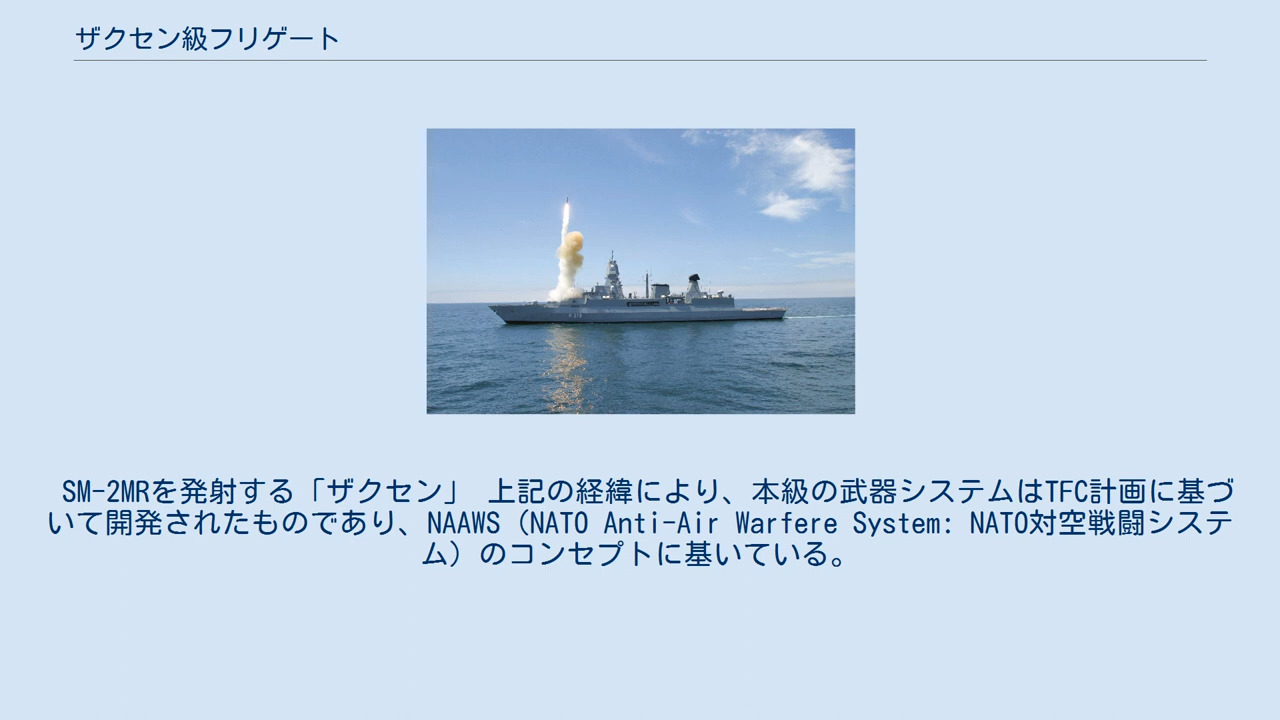 ザクセン級フリゲート
F 219
SM-2MRを発射する「ザクセン」 上記の経緯により、本級の武器システムはTFC計画に基づ
いて開発されたものであり、NAAWS（NATO Anti-Air Warfere System: NATO対空戦闘システ
ム）のコンセプトに基いている。